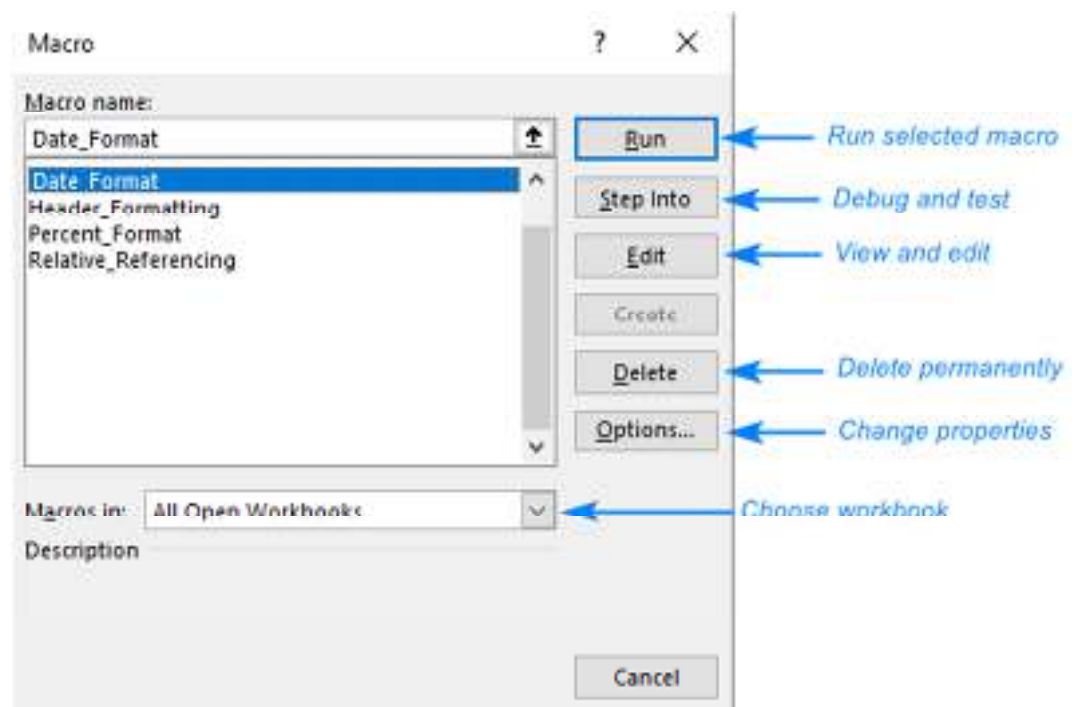 Macro ? ×
Macro name:
Date_Format
Run
Run selected macro
Date_Format
Header_Formatting
Percent_Format
Relative_Referencing
Step Into
Debug and test
Edit
View and edit
Create
Delete
Delete permanently
Options...
Change properties
Macros in: All Open Workbooks
Choose workbook
Description
Cancel